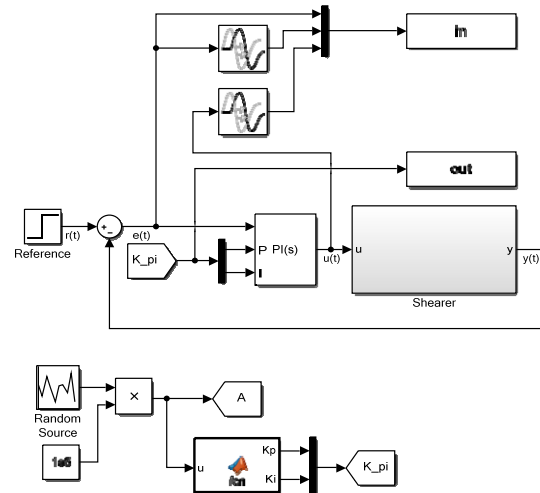 in
out
r(t)
+
-
e(t)
Reference
K_pi
P
I
PI(s)
u(t)
u
y
y(t)
Shearer
Random
Source
×
A
1e5
u
fcn
Kp
Ki
K_pi